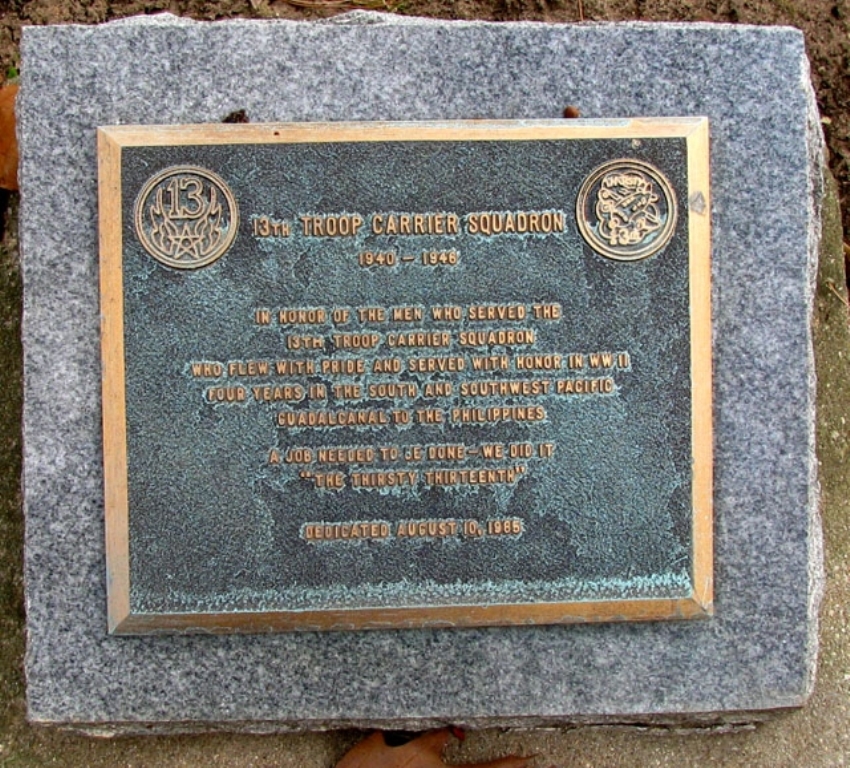 13
13TH TROOP CARRIER SQUADRON
1940 - 1946
IN HONOR OF THE MEN WHO SERVED THE
13TH TROOP CARRIER SQUADRON
WHO FLEW WITH PRIDE AND SERVED WITH HONOR IN WW II
FOUR YEARS IN THE SOUTH AND SOUTHWEST PACIFIC
GUADALCANAL TO THE PHILIPPINES
A JOB NEEDED TO BE DONE - WE DID IT
"THE THIRSTY THIRTEENTH"
DEDICATED AUGUST 10, 1985